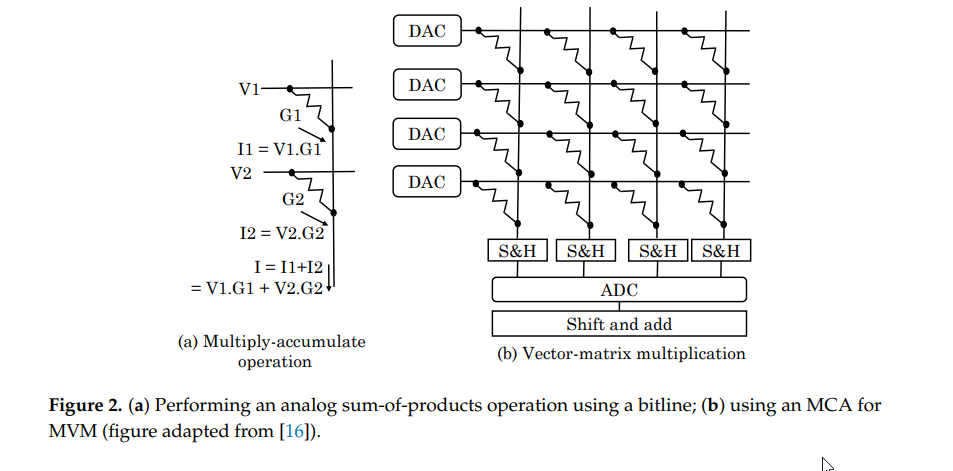 V1
G1
I1 = V1.G1
V2
G2
I2 = V2.G2
I = I1+I2
= V1.G1 + V2.G2
(a) Multiply-accumulate
operation
DAC
DAC
DAC
DAC
S&H S&H S&H S&H
ADC
Shift and add
(b) Vector-matrix multiplication
Figure 2. (a) Performing an analog sum-of-products operation using a bitline; (b) using an MCA for
MVM (figure adapted from [16]).